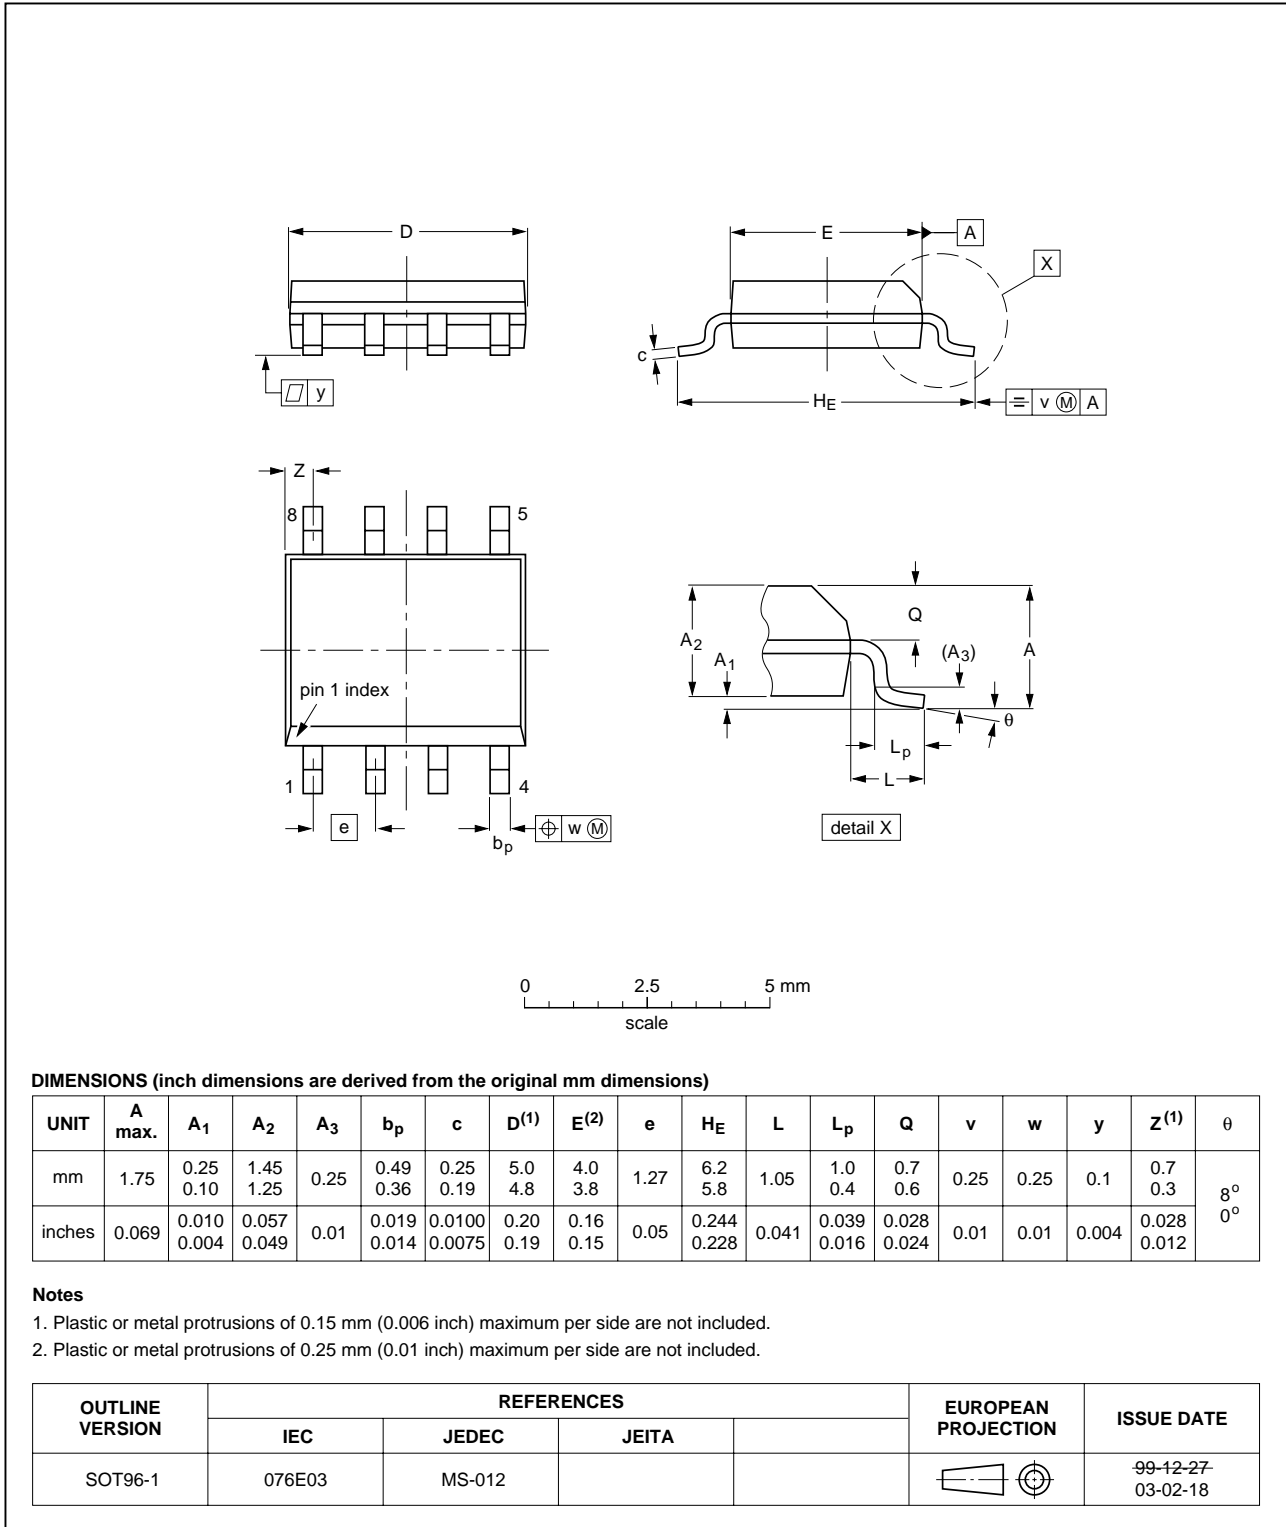 D
E
A
X
c
y
HE
v M A
Z
8
5
pin 1 index
1
4
e
bp
w M
Q
A2
A1
(A3)
A
θ
Lp
L
detail X
0 2.5 5 mm
scale
DIMENSIONS (inch dimensions are derived from the original mm dimensions)
UNIT A max. A1 A2 A3 bp c D(1) E(2) e HE L Lp Q v w y Z(1) θ
mm 1.75 0.25 0.10 1.45 1.25 0.25 0.49 0.36 0.25 0.19 5.0 4.8 4.0 3.8 1.27 6.2 5.8 1.05 1.0 0.4 0.7 0.6 0.25 0.25 0.1 0.7 0.3 8o 0o
inches 0.069 0.010 0.004 0.057 0.049 0.01 0.019 0.014 0.0100 0.0075 0.20 0.19 0.16 0.15 0.05 0.244 0.228 0.041 0.039 0.016 0.028 0.024 0.01 0.01 0.004 0.028 0.012
Notes
1. Plastic or metal protrusions of 0.15 mm (0.006 inch) maximum per side are not included.
2. Plastic or metal protrusions of 0.25 mm (0.01 inch) maximum per side are not included.
OUTLINE VERSION REFERENCES EUROPEAN PROJECTION ISSUE DATE
IEC JEDEC JEITA
SOT96-1 076E03 MS-012 99-12-27
03-02-18